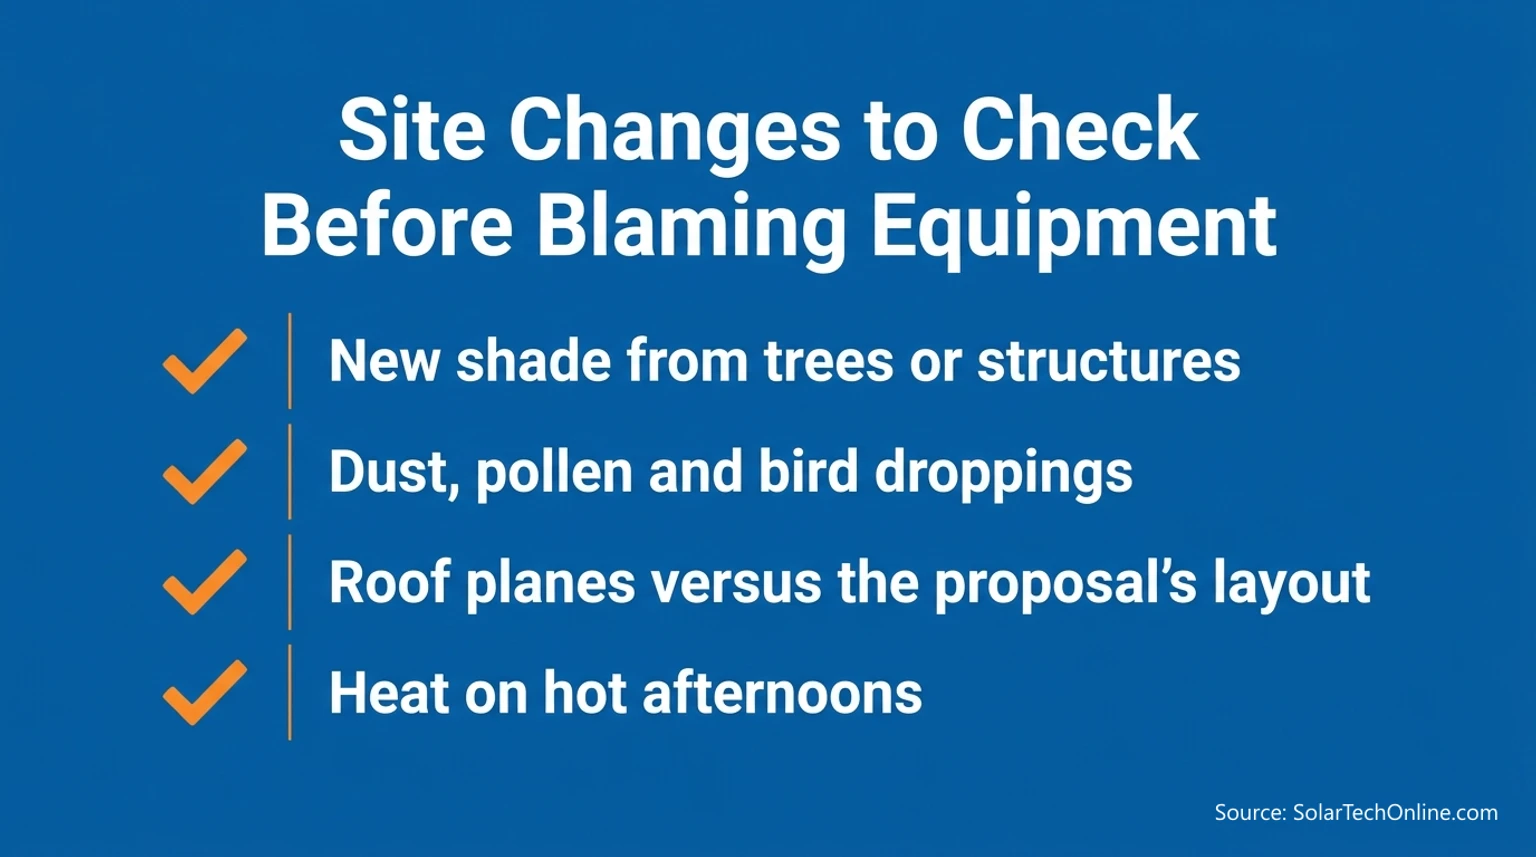 Site Changes to Check
Before Blaming Equipment
New shade from trees or structures
Dust, pollen and bird droppings
Roof planes versus the proposal’s layout
Heat on hot afternoons
Source: SolarTechOnline.com